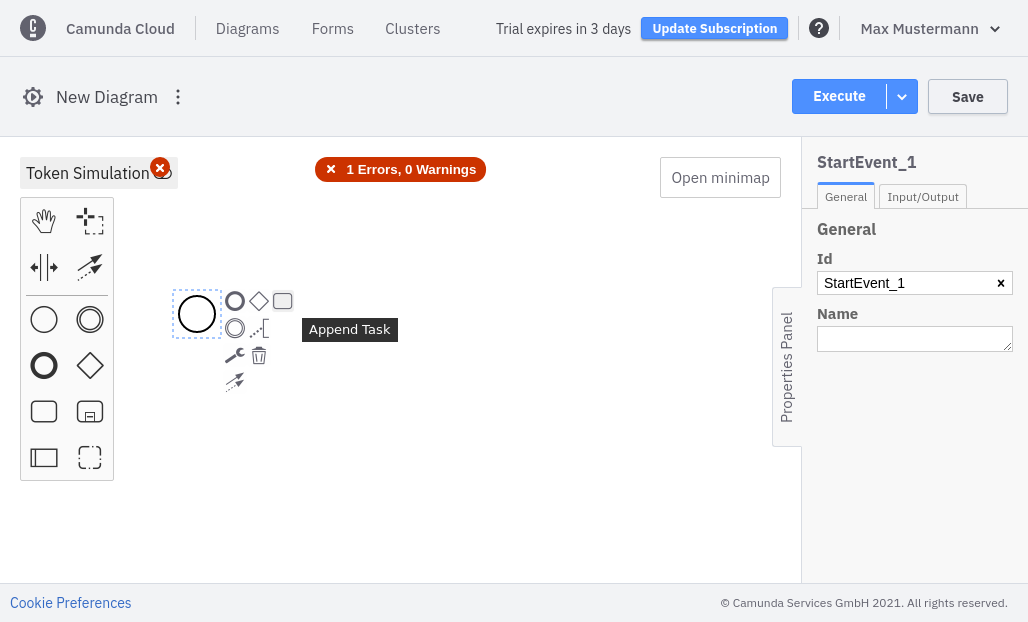 Camunda Cloud
Diagrams
Forms
Clusters
Trial expires in 3 days
Update Subscription
?
Max Mustermann
New Diagram
Execute
Save
Token Simulation
1 Errors, 0 Warnings
Open minimap
Append Task
Properties Panel
StartEvent_1
General
Input/Output
General
Id
StartEvent_1
Name
Cookie Preferences
© Camunda Services GmbH 2021. All rights reserved.